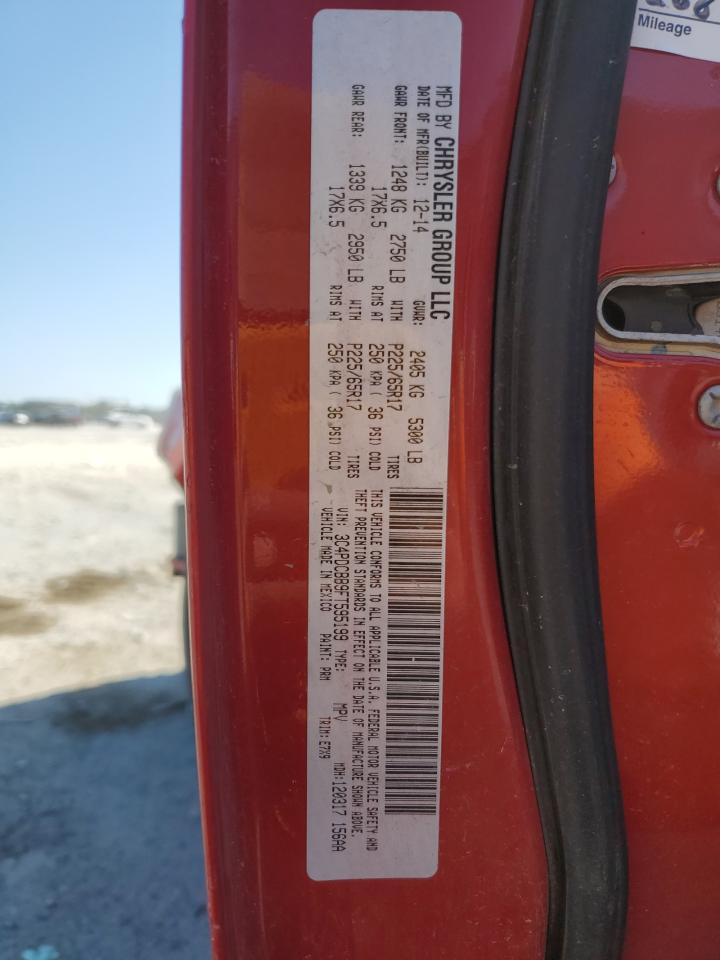 MFD BY CHRYSLER GROUP LLC
DATE OF MFR(BUILT): 12-14 GVWR: 2405 KG 5300 LB
GAWR FRONT: 1248 KG 2750 LB WITH P225/65R17 TIRES
17X6.5 RIMS AT 250 KPA ( 36 PSI) COLD
GAWR REAR: 1339 KG 2950 LB WITH P225/65R17 TIRES
17X6.5 RIMS AT 250 KPA ( 36 PSI) COLD
THIS VEHICLE CONFORMS TO ALL APPLICABLE U.S.A. FEDERAL MOTOR VEHICLE SAFETY AND
THEFT PREVENTION STANDARDS IN EFFECT ON THE DATE OF MANUFACTURE SHOWN ABOVE.
VIN: 3C4PDCBB9FT595199 TYPE: MPV MDH:120317 156AA
VEHICLE MADE IN MEXICO PAINT: PRM TRIM:E7X9
Mileage